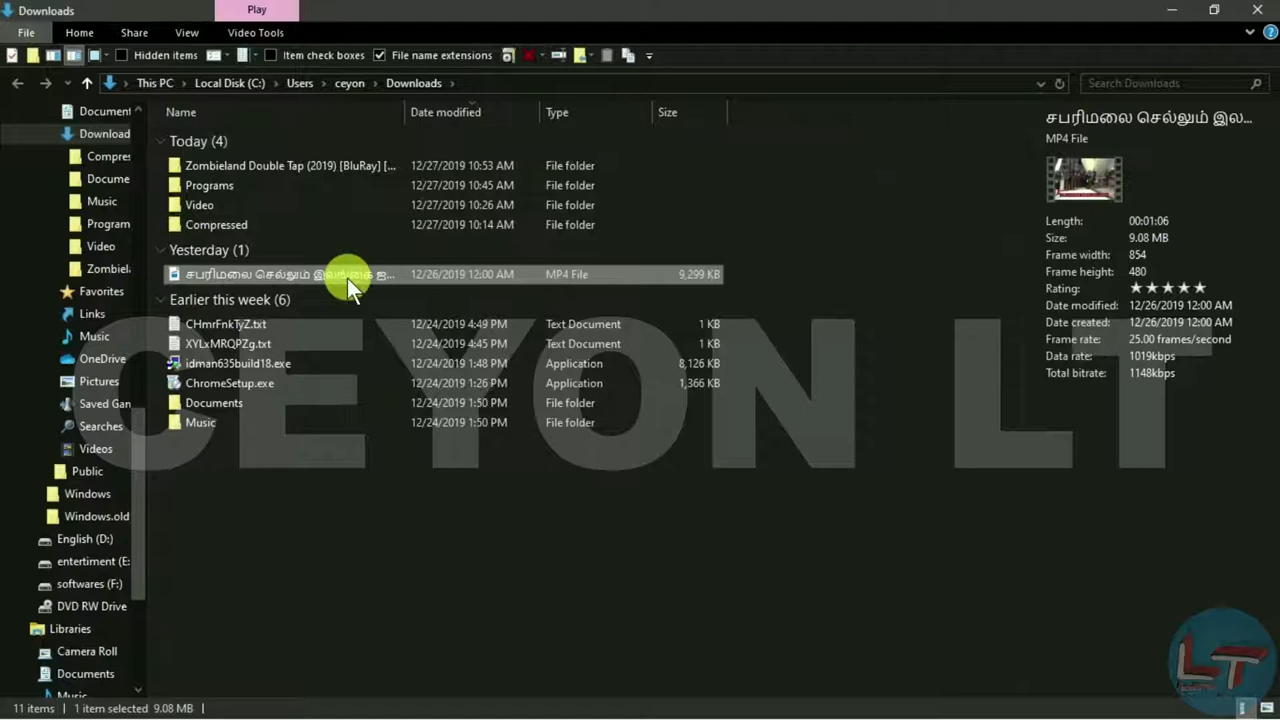 Downloads
Play
File
Home
Share
View
Video Tools
Hidden items
Item check boxes
File name extensions
This PC
Local Disk (C:)
Users
ceyon
Downloads
Search Downloads
Name
Date modified
Type
Size
Today (4)
Zombieland Double Tap (2019) [BluRay] [... 12/27/2019 10:53 AM File folder
Programs 12/27/2019 10:45 AM File folder
Video 12/27/2019 10:26 AM File folder
Compressed 12/27/2019 10:14 AM File folder
Yesterday (1)
சபரிமலை செல்லும் இலங்கை ஐ... 12/26/2019 12:00 AM MP4 File 9,299 KB
Earlier this week (6)
CHmrFnkTyZ.txt 12/24/2019 4:49 PM Text Document 1 KB
XYLxMRQPZg.txt 12/24/2019 4:45 PM Text Document 1 KB
idman635build18.exe 12/24/2019 1:48 PM Application 8,126 KB
ChromeSetup.exe 12/24/2019 1:26 PM Application 1,366 KB
Documents 12/24/2019 1:50 PM File folder
Music 12/24/2019 1:50 PM File folder
Document
Download
Compres
Docume
Music
Program
Video
Zombiel
Favorites
Links
Music
OneDrive
Pictures
Saved Gan
Searches
Videos
Public
Windows
Windows.old
English (D:)
entertiment (E:
softwares (F:)
DVD RW Drive
Libraries
Camera Roll
Documents
Music
சபரிமலை செல்லும் இல...
MP4 File
Length: 00:01:06
Size: 9.08 MB
Frame width: 854
Frame height: 480
Rating:
Date modified: 12/26/2019 12:00 AM
Date created: 12/26/2019 12:00 AM
Frame rate: 25.00 frames/second
Data rate: 1019kbps
Total bitrate: 1148kbps
CEYON LT
LT
11 items
1 item selected 9.08 MB